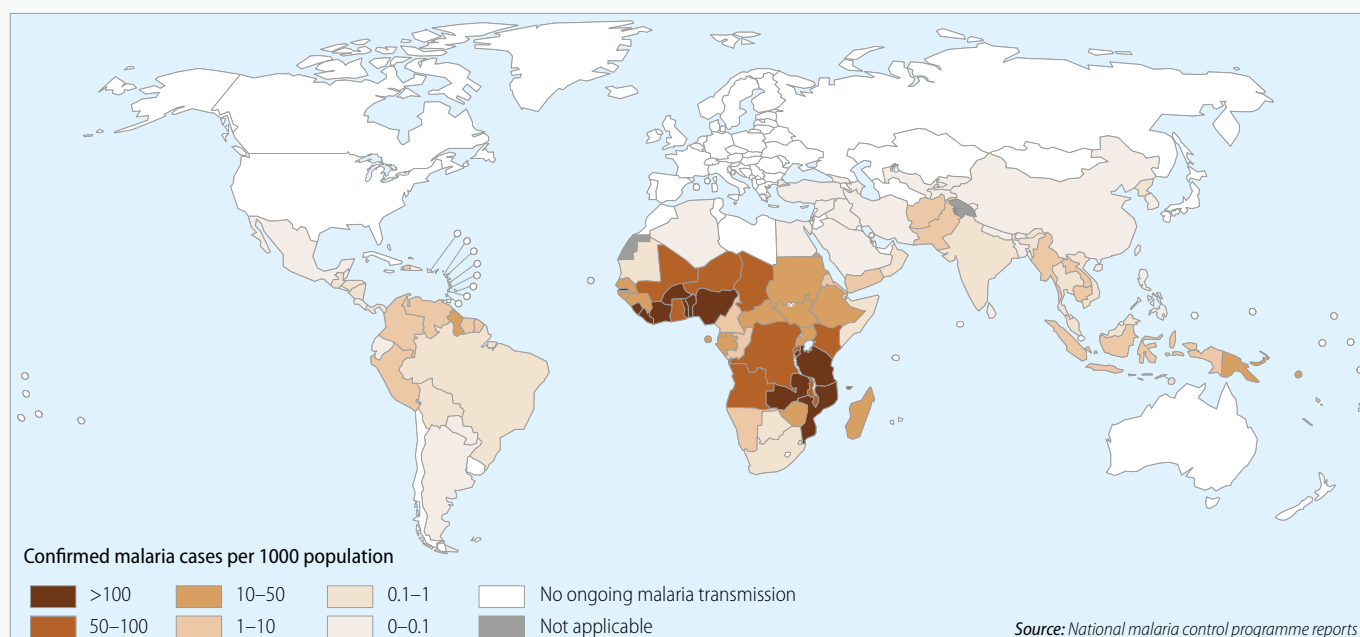 Confirmed malaria cases per 1000 population
>100 10–50 0.1–1 No ongoing malaria transmission
50–100 1–10 0–0.1 Not applicable
Source: National malaria control programme reports